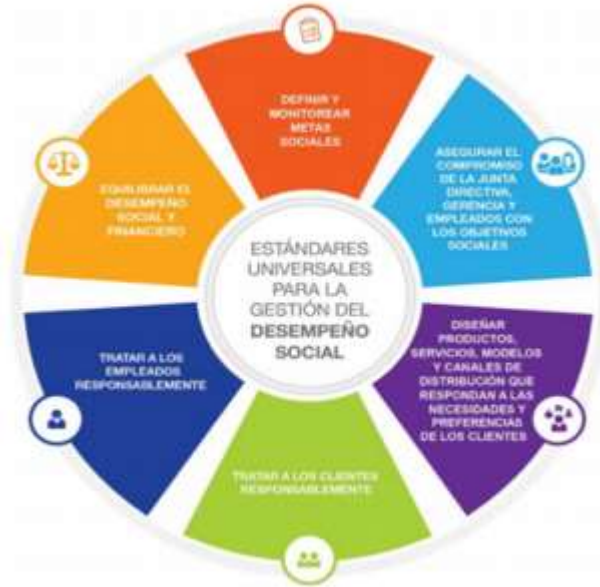 DEFINIR Y
MONITOREAR
METAS
SOCIALES
ASEGURAR EL
COMPROMISO
DE LA JUNTA
DIRECTIVA,
GERENCIA Y
EMPLEADOS CON
LOS OBJETIVOS
SOCIALES
DISEÑAR
PRODUCTOS,
SERVICIOS, MODELOS
Y CANALES DE
DISTRIBUCIÓN QUE
RESPONDAN A LAS
NECESIDADES Y
PREFERENCIAS
DE LOS CLIENTES
TRATAR A LOS CLIENTES
RESPONSABLEMENTE
TRATAR A LOS
EMPLEADOS
RESPONSABLEMENTE
EQUILIBRAR EL
DESEMPEÑO
SOCIAL Y
FINANCIERO
ESTÁNDARES
UNIVERSALES
PARA LA
GESTIÓN DEL
DESEMPEÑO
SOCIAL